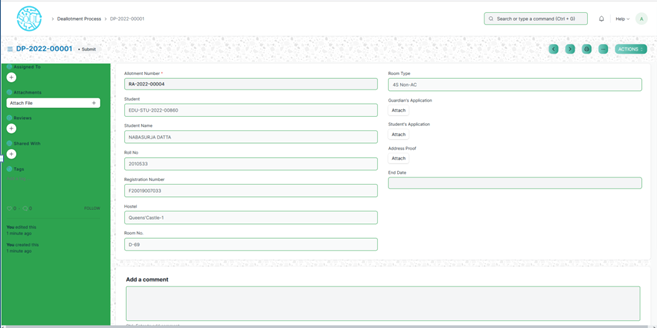 Deallotment Process > DP-2022-00001
Search or type a command (Ctrl + G)
Help
A
DP-2022-00001
• Submit
ACTIONS
Assigned To
Attachments
Attach File
Reviews
Shared With
Tags
FOLLOW
You edited this
1 minute ago
You created this
1 minute ago
Allotment Number *
RA-2022-00004
Student
EDU-STU-2022-00860
Student Name
NABASURJA DATTA
Roll No.
2010533
Registration Number
F20019007033
Hostel
Queens'Castle-1
Room No.
Room Type
4S Non-AC
Guardian's Application
Attach
Student's Application
Attach
Address Proof
Attach
End Date
Add a comment